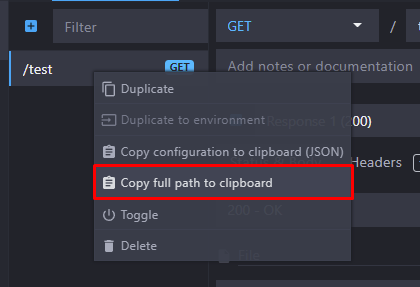 Filter
GET
/
/test
GET
Add notes or documentation
Duplicate
Duplicate to environment
Response 1 (200)
Copy configuration to clipboard (JSON)
Headers
Copy full path to clipboard
Toggle
200 - OK
Delete
File